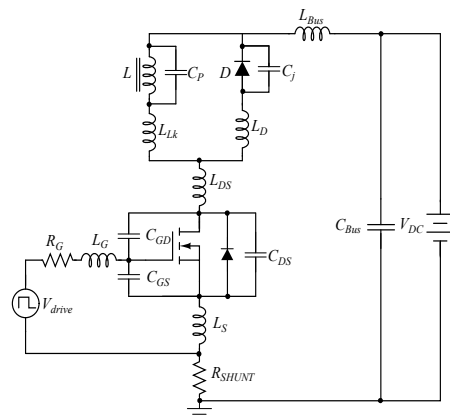 L_Bus
L
C_P
D
C_j
L_Lk
L_D
L_DS
C_GD
R_G
L_G
C_GS
C_DS
C_Bus
V_DC
V_drive
L_S
R_SHUNT